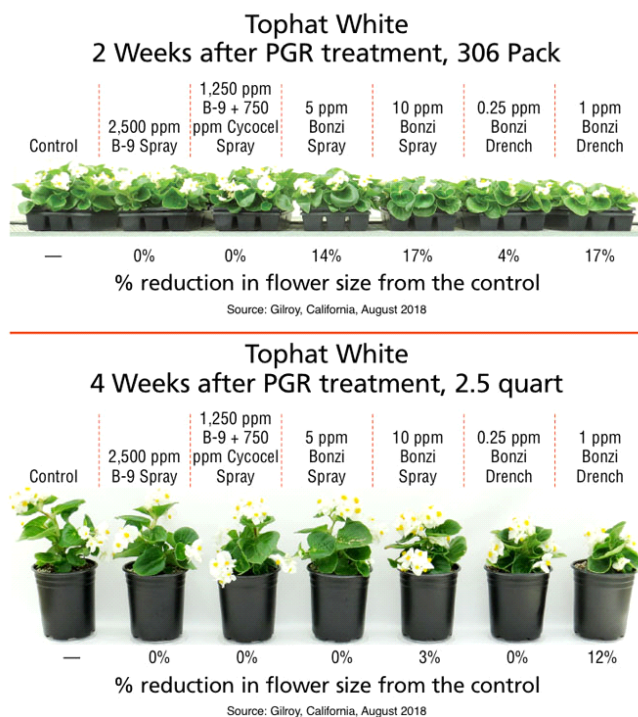 Tophat White
2 Weeks after PGR treatment, 306 Pack
Control
2,500 ppm
B-9 Spray
1,250 ppm
B-9 + 750
ppm Cycocel
Spray
5 ppm
Bonzi
Spray
10 ppm
Bonzi
Spray
0.25 ppm
Bonzi
Drench
1 ppm
Bonzi
Drench
— 0% 0% 14% 17% 4% 17%
% reduction in flower size from the control
Source: Gilroy, California, August 2018
Tophat White
4 Weeks after PGR treatment, 2.5 quart
Control
2,500 ppm
B-9 Spray
1,250 ppm
B-9 + 750
ppm Cycocel
Spray
5 ppm
Bonzi
Spray
10 ppm
Bonzi
Spray
0.25 ppm
Bonzi
Drench
1 ppm
Bonzi
Drench
— 0% 0% 0% 3% 0% 12%
% reduction in flower size from the control
Source: Gilroy, California, August 2018